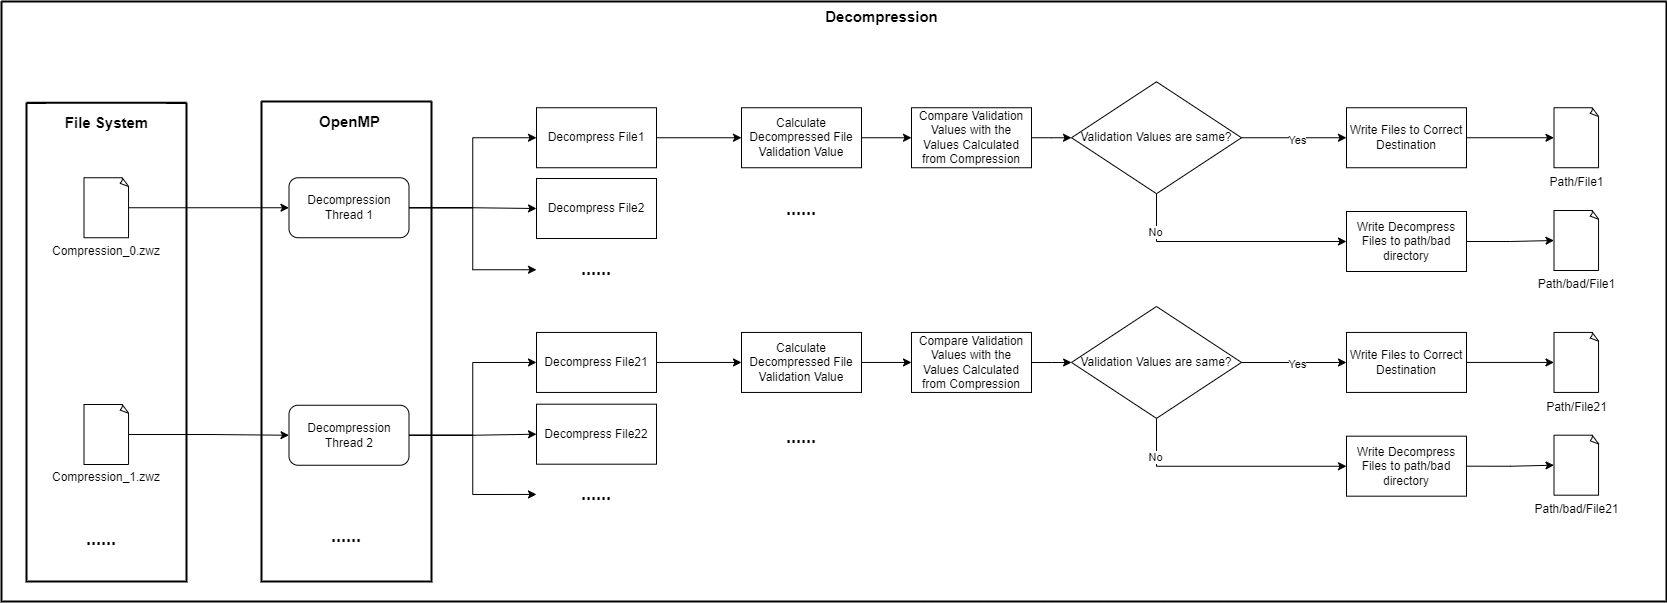 Decompression
File System
Compression_0.zwz
Compression_1.zwz
......
OpenMP
Decompression
Thread 1
Decompression
Thread 2
......
Decompress File1
Calculate
Decompressed File
Validation Value
Compare Validation
Values with the
Values Calculated
from Compression
Validation Values are same?
Yes
Write Files to Correct
Destination
Path/File1
Decompress File2
......
No
Write Decompress
Files to path/bad
directory
Path/bad/File1
......
Decompress File21
Calculate
Decompressed File
Validation Value
Compare Validation
Values with the
Values Calculated
from Compression
Validation Values are same?
Yes
Write Files to Correct
Destination
Path/File21
Decompress File22
......
No
Write Decompress
Files to path/bad
directory
Path/bad/File21
......